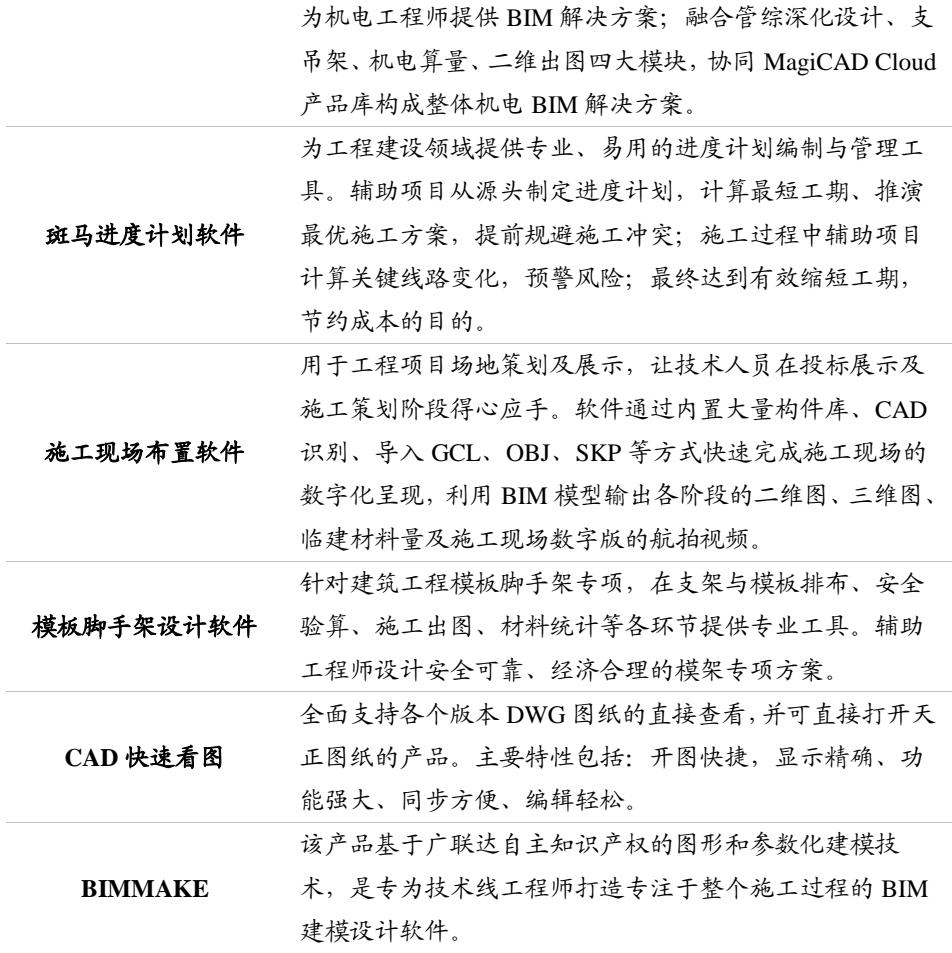 为机电工程师提供 BIM 解决方案；融合管综深化设计、支
吊架、机电算量、二维出图四大模块，协同 MagiCAD Cloud
产品库构成整体机电 BIM 解决方案。
斑马进度计划软件
为工程建设领域提供专业、易用的进度计划编制与管理工
具。辅助项目从源头制定进度计划，计算最短工期、推演
最优施工方案，提前规避施工冲突；施工过程中辅助项目
计算关键线路变化，预警风险；最终达到有效缩短工期，
节约成本的目的。
施工现场布置软件
用于工程项目场地策划及展示，让技术人员在投标展示及
施工策划阶段得心应手。软件通过内置大量构件库、CAD
识别、导入 GCL、OBJ、SKP 等方式快速完成施工现场的
数字化呈现，利用 BIM 模型输出各阶段的二维图、三维图、
临建材料量及施工现场数字版的航拍视频。
模板脚手架设计软件
针对建筑工程模板脚手架专项，在支架与模板排布、安全
验算、施工出图、材料统计等各环节提供专业工具。辅助
工程师设计安全可靠、经济合理的模架专项方案。
CAD 快速看图
全面支持各个版本 DWG 图纸的直接查看，并可直接打开天
正图纸的产品。主要特性包括：开图快捷，显示精确、功
能强大、同步方便、编辑轻松。
BIMMAKE
该产品基于广联达自主知识产权的图形和参数化建模技
术，是专为技术线工程师打造专注于整个施工过程的 BIM
建模设计软件。